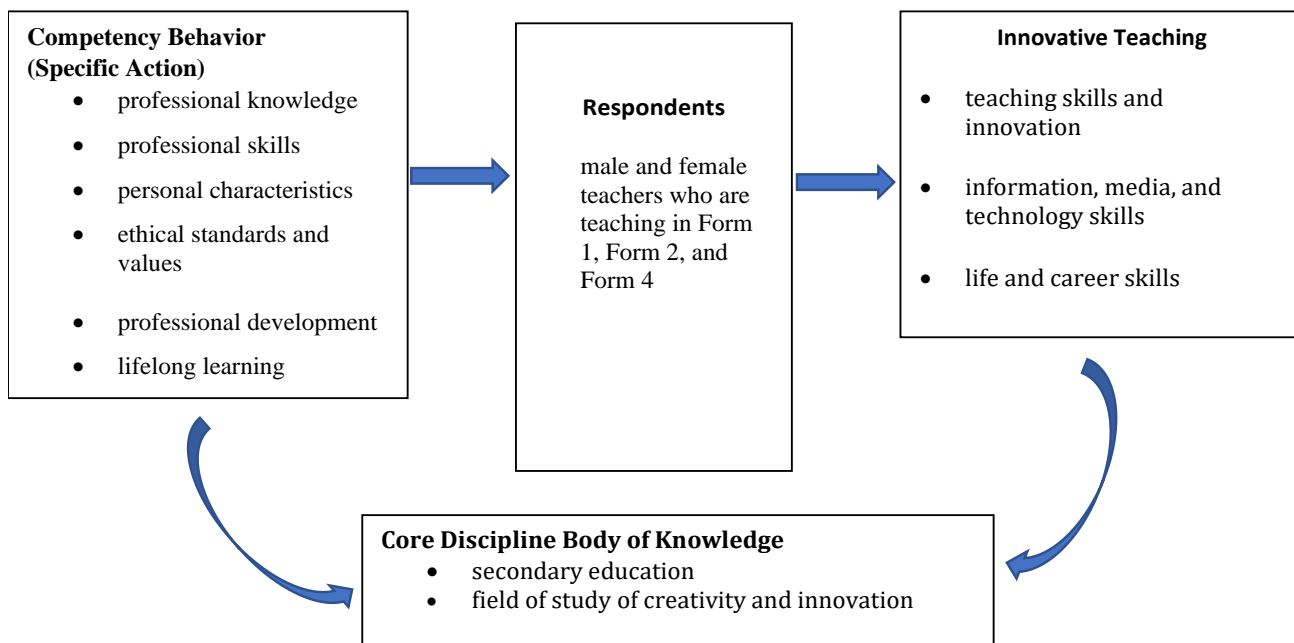 Competency Behavior
(Specific Action)
• professional knowledge
• professional skills
• personal characteristics
• ethical standards and
values
• professional development
• lifelong learning
Respondents
male and female
teachers who are
teaching in Form
1, Form 2, and
Form 4
Innovative Teaching
• teaching skills and
innovation
• information, media, and
technology skills
• life and career skills
Core Discipline Body of Knowledge
• secondary education
• field of study of creativity and innovation